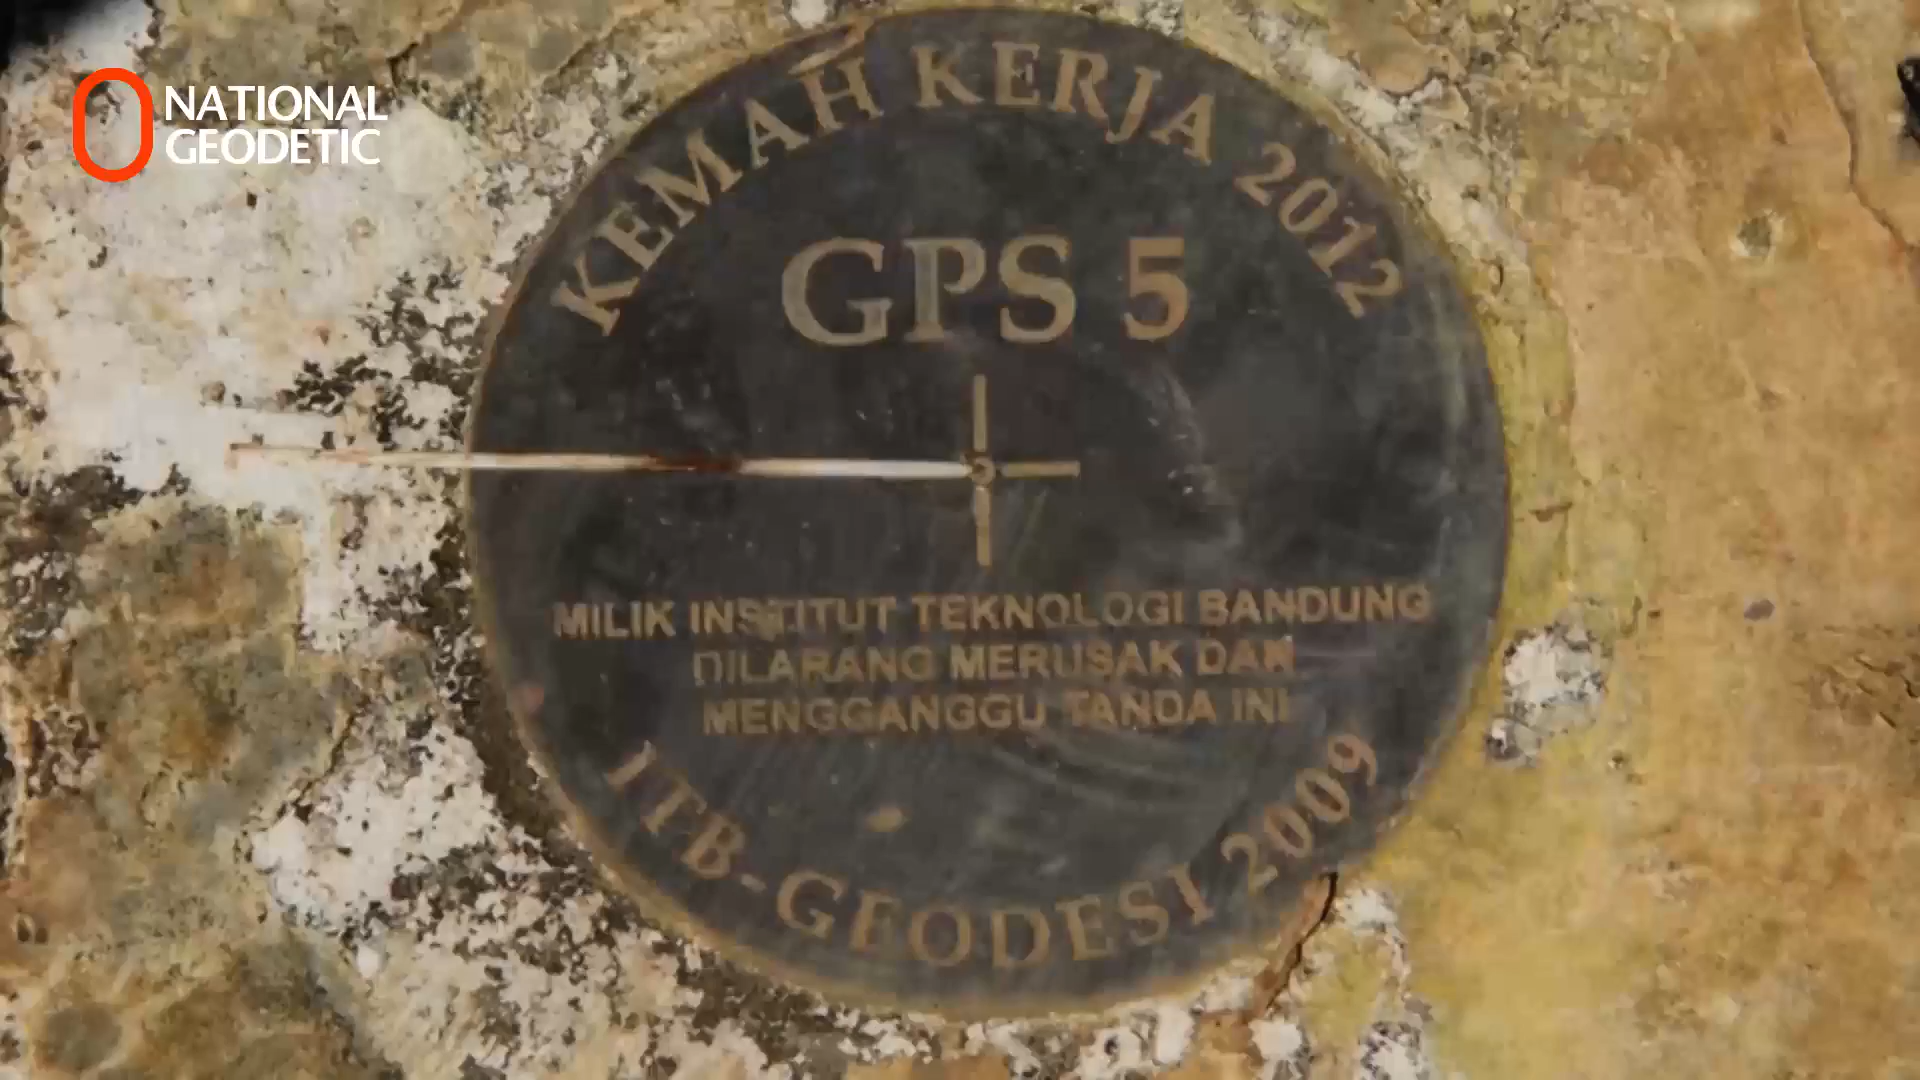 NATIONAL
GEODETIC
KEMAH KERJA 2012
GPS 5
MILIK INSTITUT TEKNOLOGI BANDUNG
DILARANG MERUSAK DAN
MENGGANGGU TANDA INI
ITB-GEODESI 2009